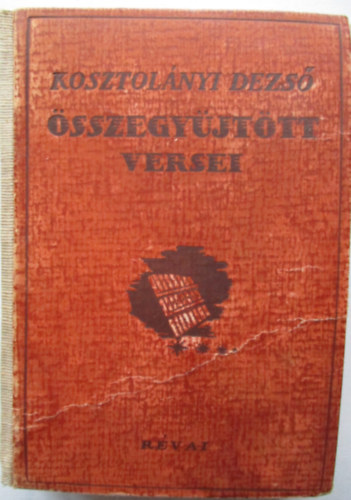 KOSZTOLÁNYI DEZSŐ
ÖSSZEGYŰJTÖTT
VERSEI
RÉVAI